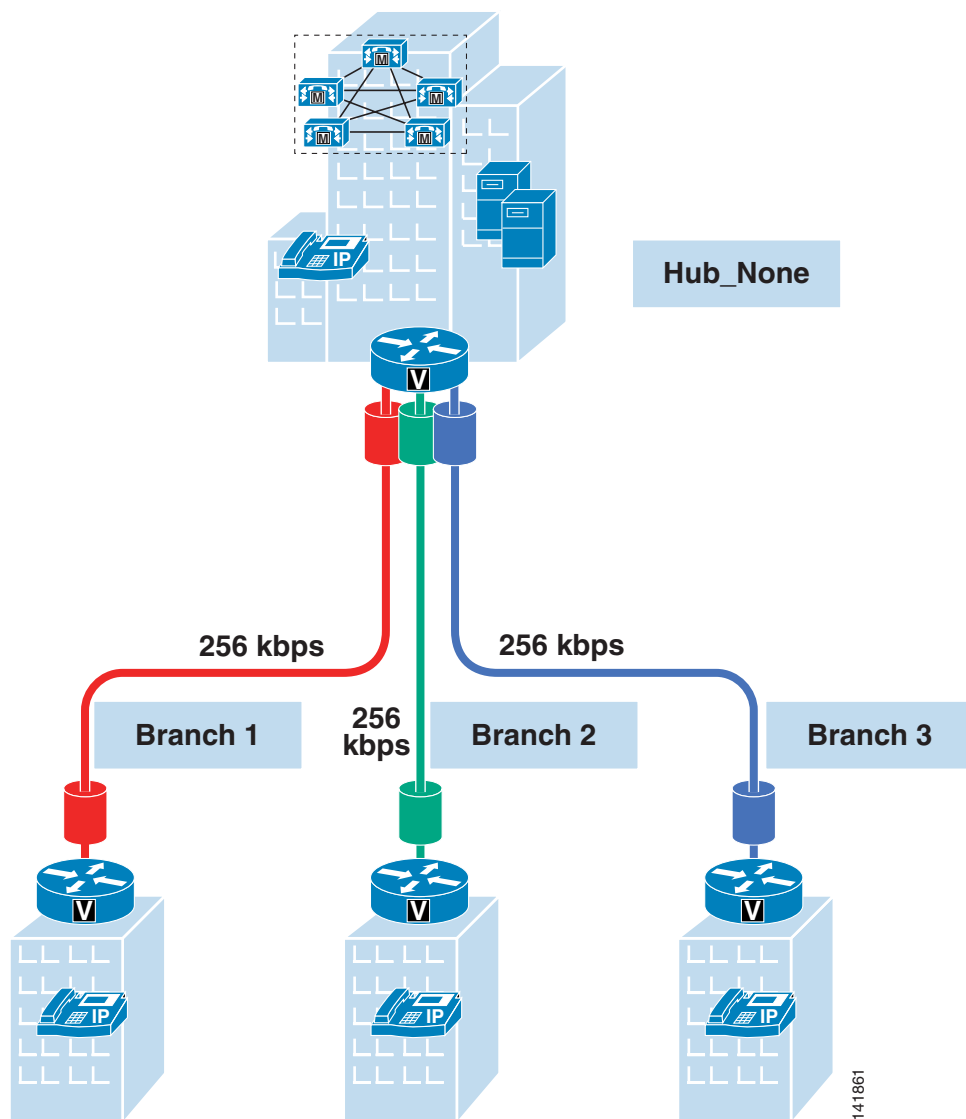 M
M
M
M
M
IP
Hub_None
V
256 kbps
256 kbps
256
kbps
Branch 1
Branch 2
Branch 3
V
V
V
IP
IP
IP
141861